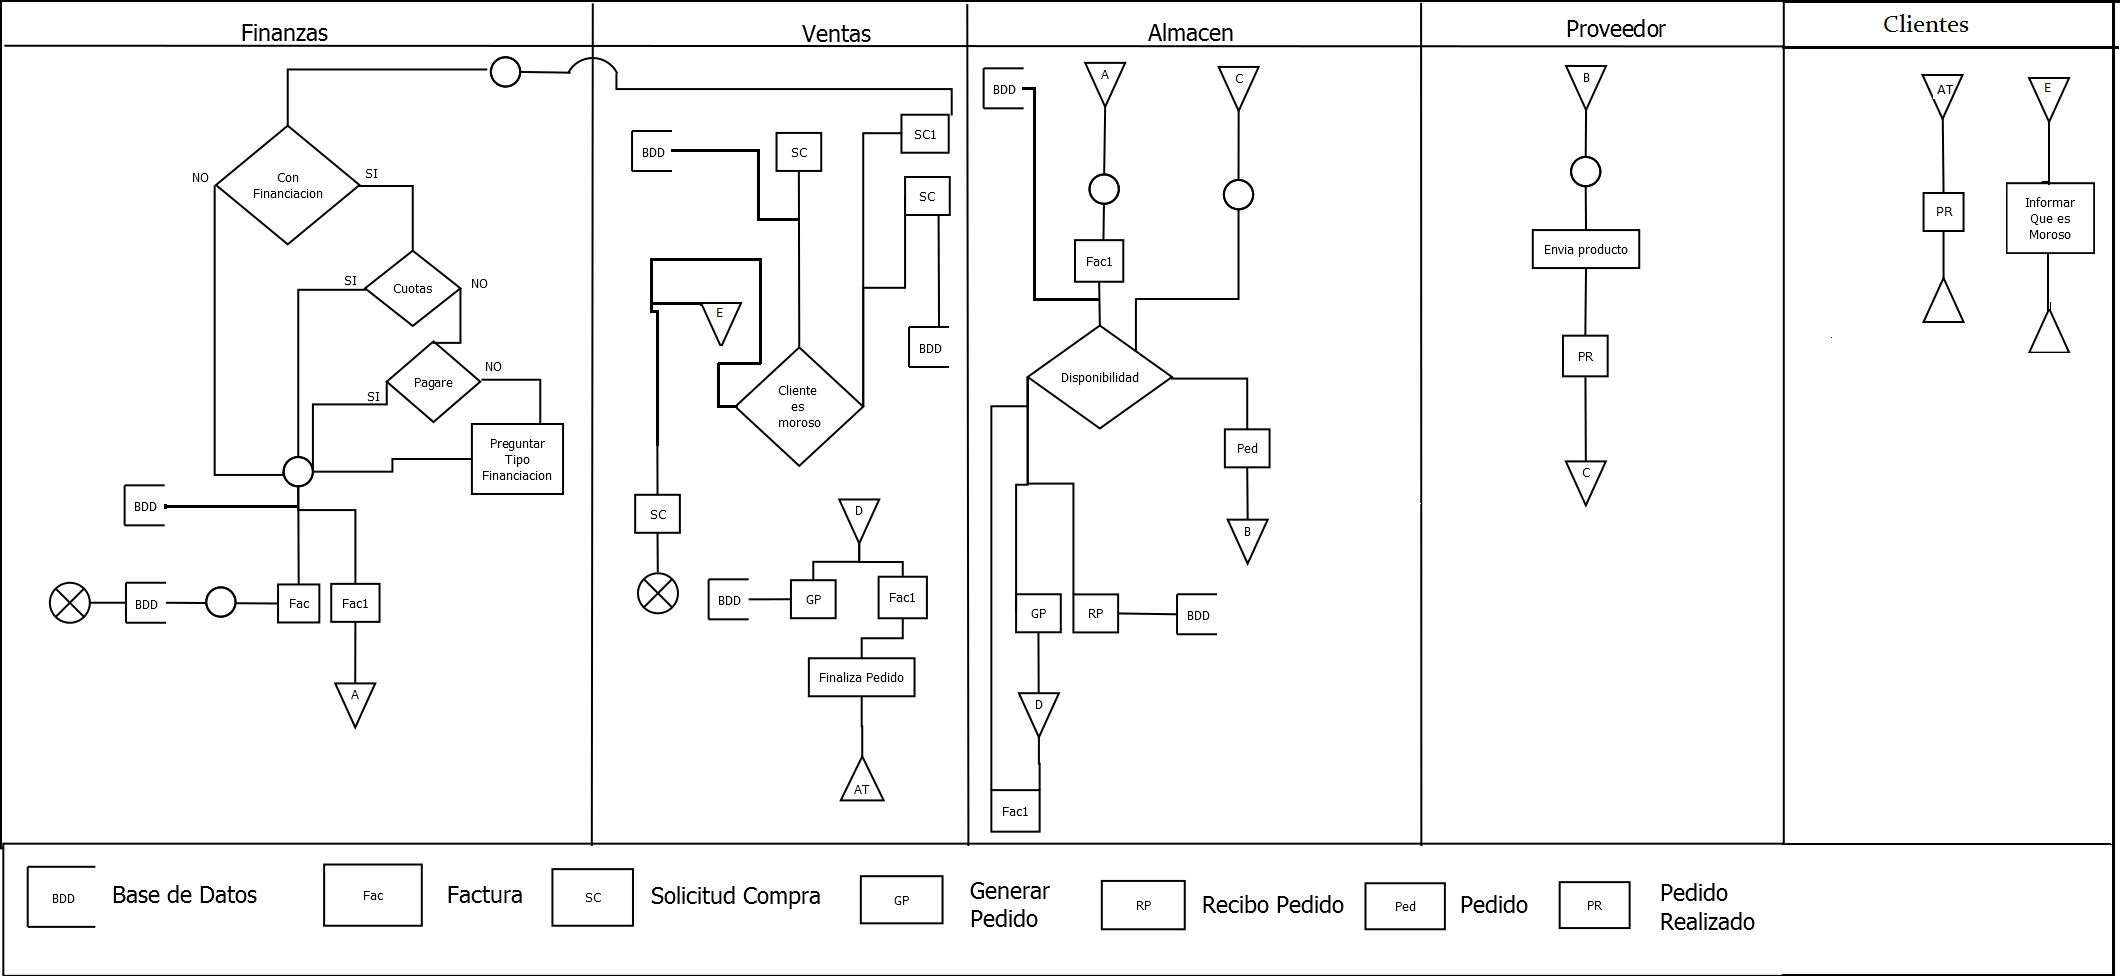 Finanzas
Ventas
Almacen
Proveedor
Clientes
NO
Con
Financiacion
SI
SI
Cuotas
NO
Pagare
NO
SI
Preguntar
Tipo
Financiacion
BDD
BDD
Fac
Fac1
A
BDD
SC
SC1
SC
BDD
E
Cliente
es
moroso
SC
D
BDD
GP
Fac1
Finaliza Pedido
AT
BDD
A
C
Fac1
Disponibilidad
Ped
B
GP
RP
BDD
D
Fac1
B
Envia producto
PR
C
AT
PR
E
Informar
Que es
Moroso
BDD
Base de Datos
Fac
Factura
SC
Solicitud Compra
GP
Generar
Pedido
RP
Recibo Pedido
Ped
Pedido
PR
Pedido
Realizado